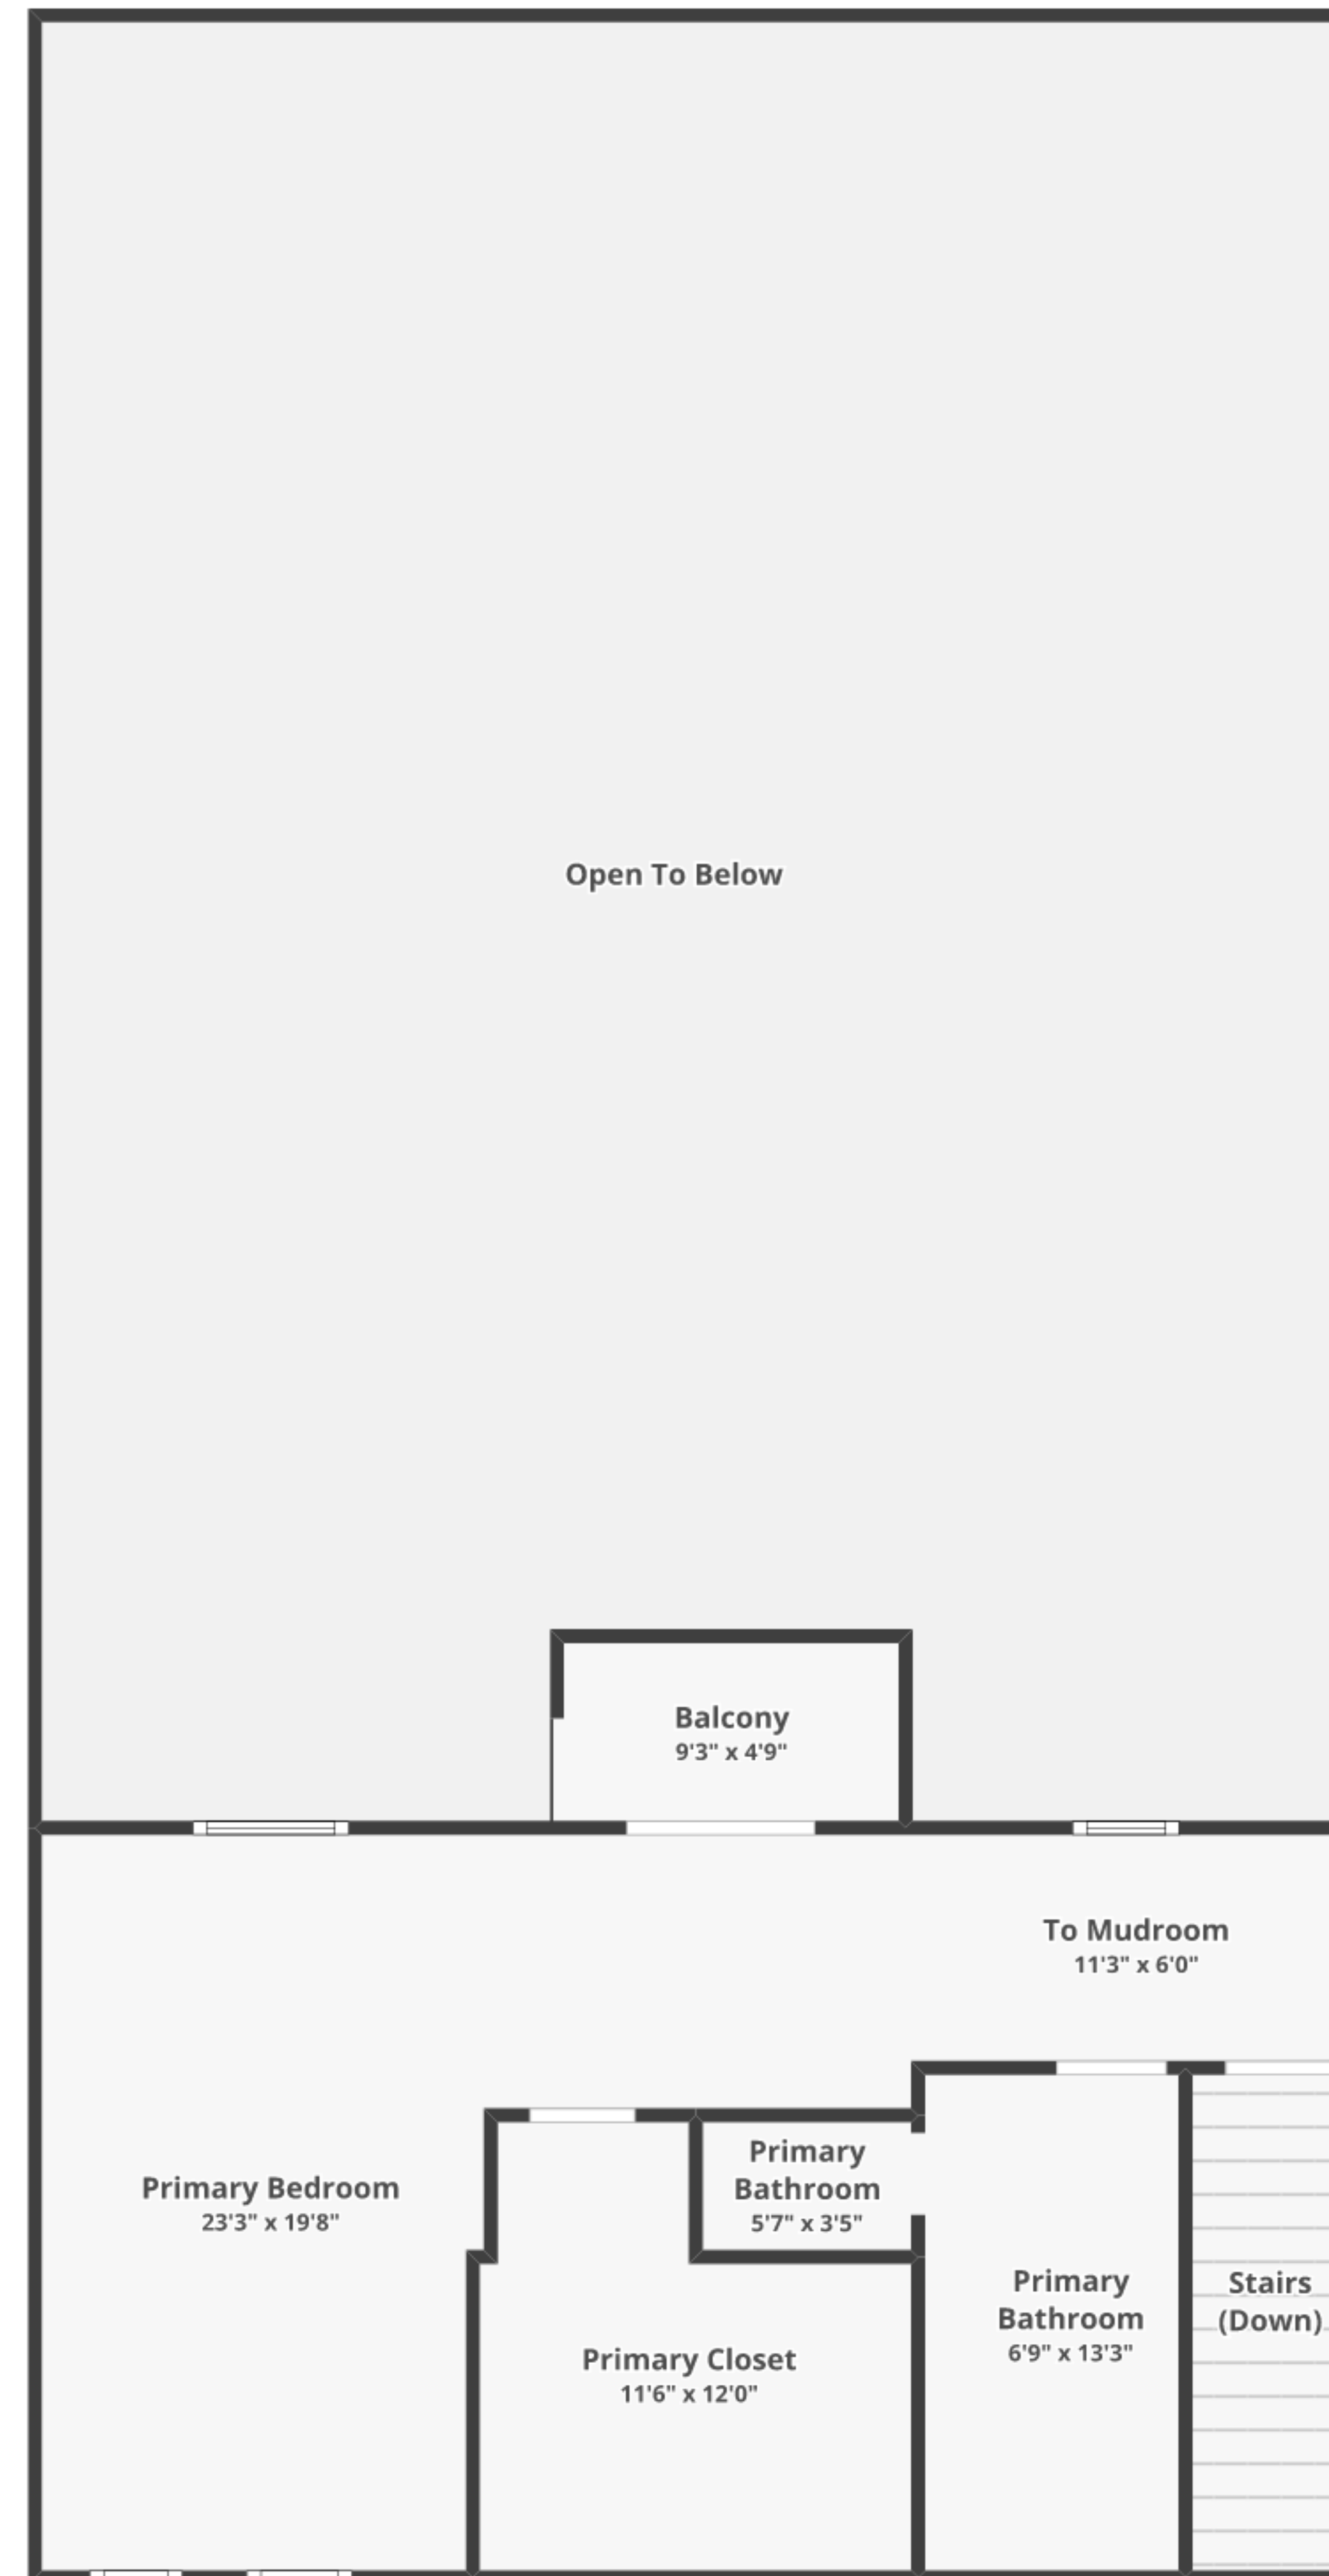 Open To Below
Balcony
9'3" x 4'9"
To Mudroom
11'3" x 6'0"
Primary
Bathroom
5'7" x 3'5"
Primary Bedroom
23'3" x 19'8"
Primary
Bathroom
6'9" x 13'3"
Stairs
(Down)
Primary Closet
11'6" x 12'0"